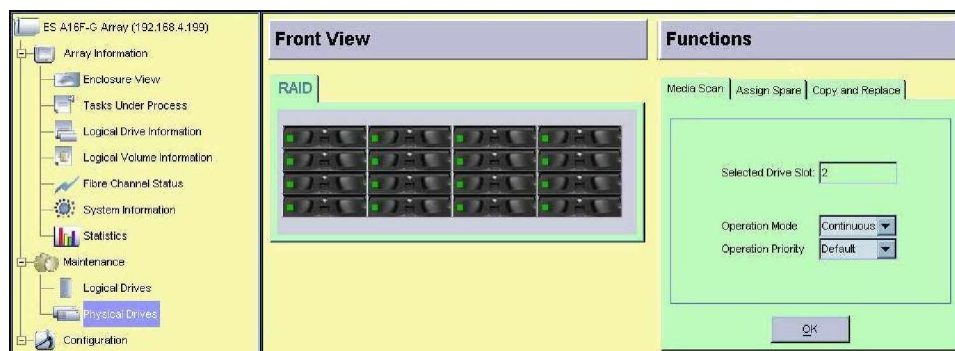 ES A16F-G Array (192.168.4.199)
Array Information
Enclosure View
Tasks Under Process
Logical Drive Information
Logical Volume Information
Fibre Channel Status
System Information
Statistics
Maintenance
Logical Drives
Physical Drives
Configuration
Front View
RAID
Functions
Media Scan
Assign Spare
Copy and Replace
Selected Drive Slot: 2
Operation Mode Continuous
Operation Priority Default
OK